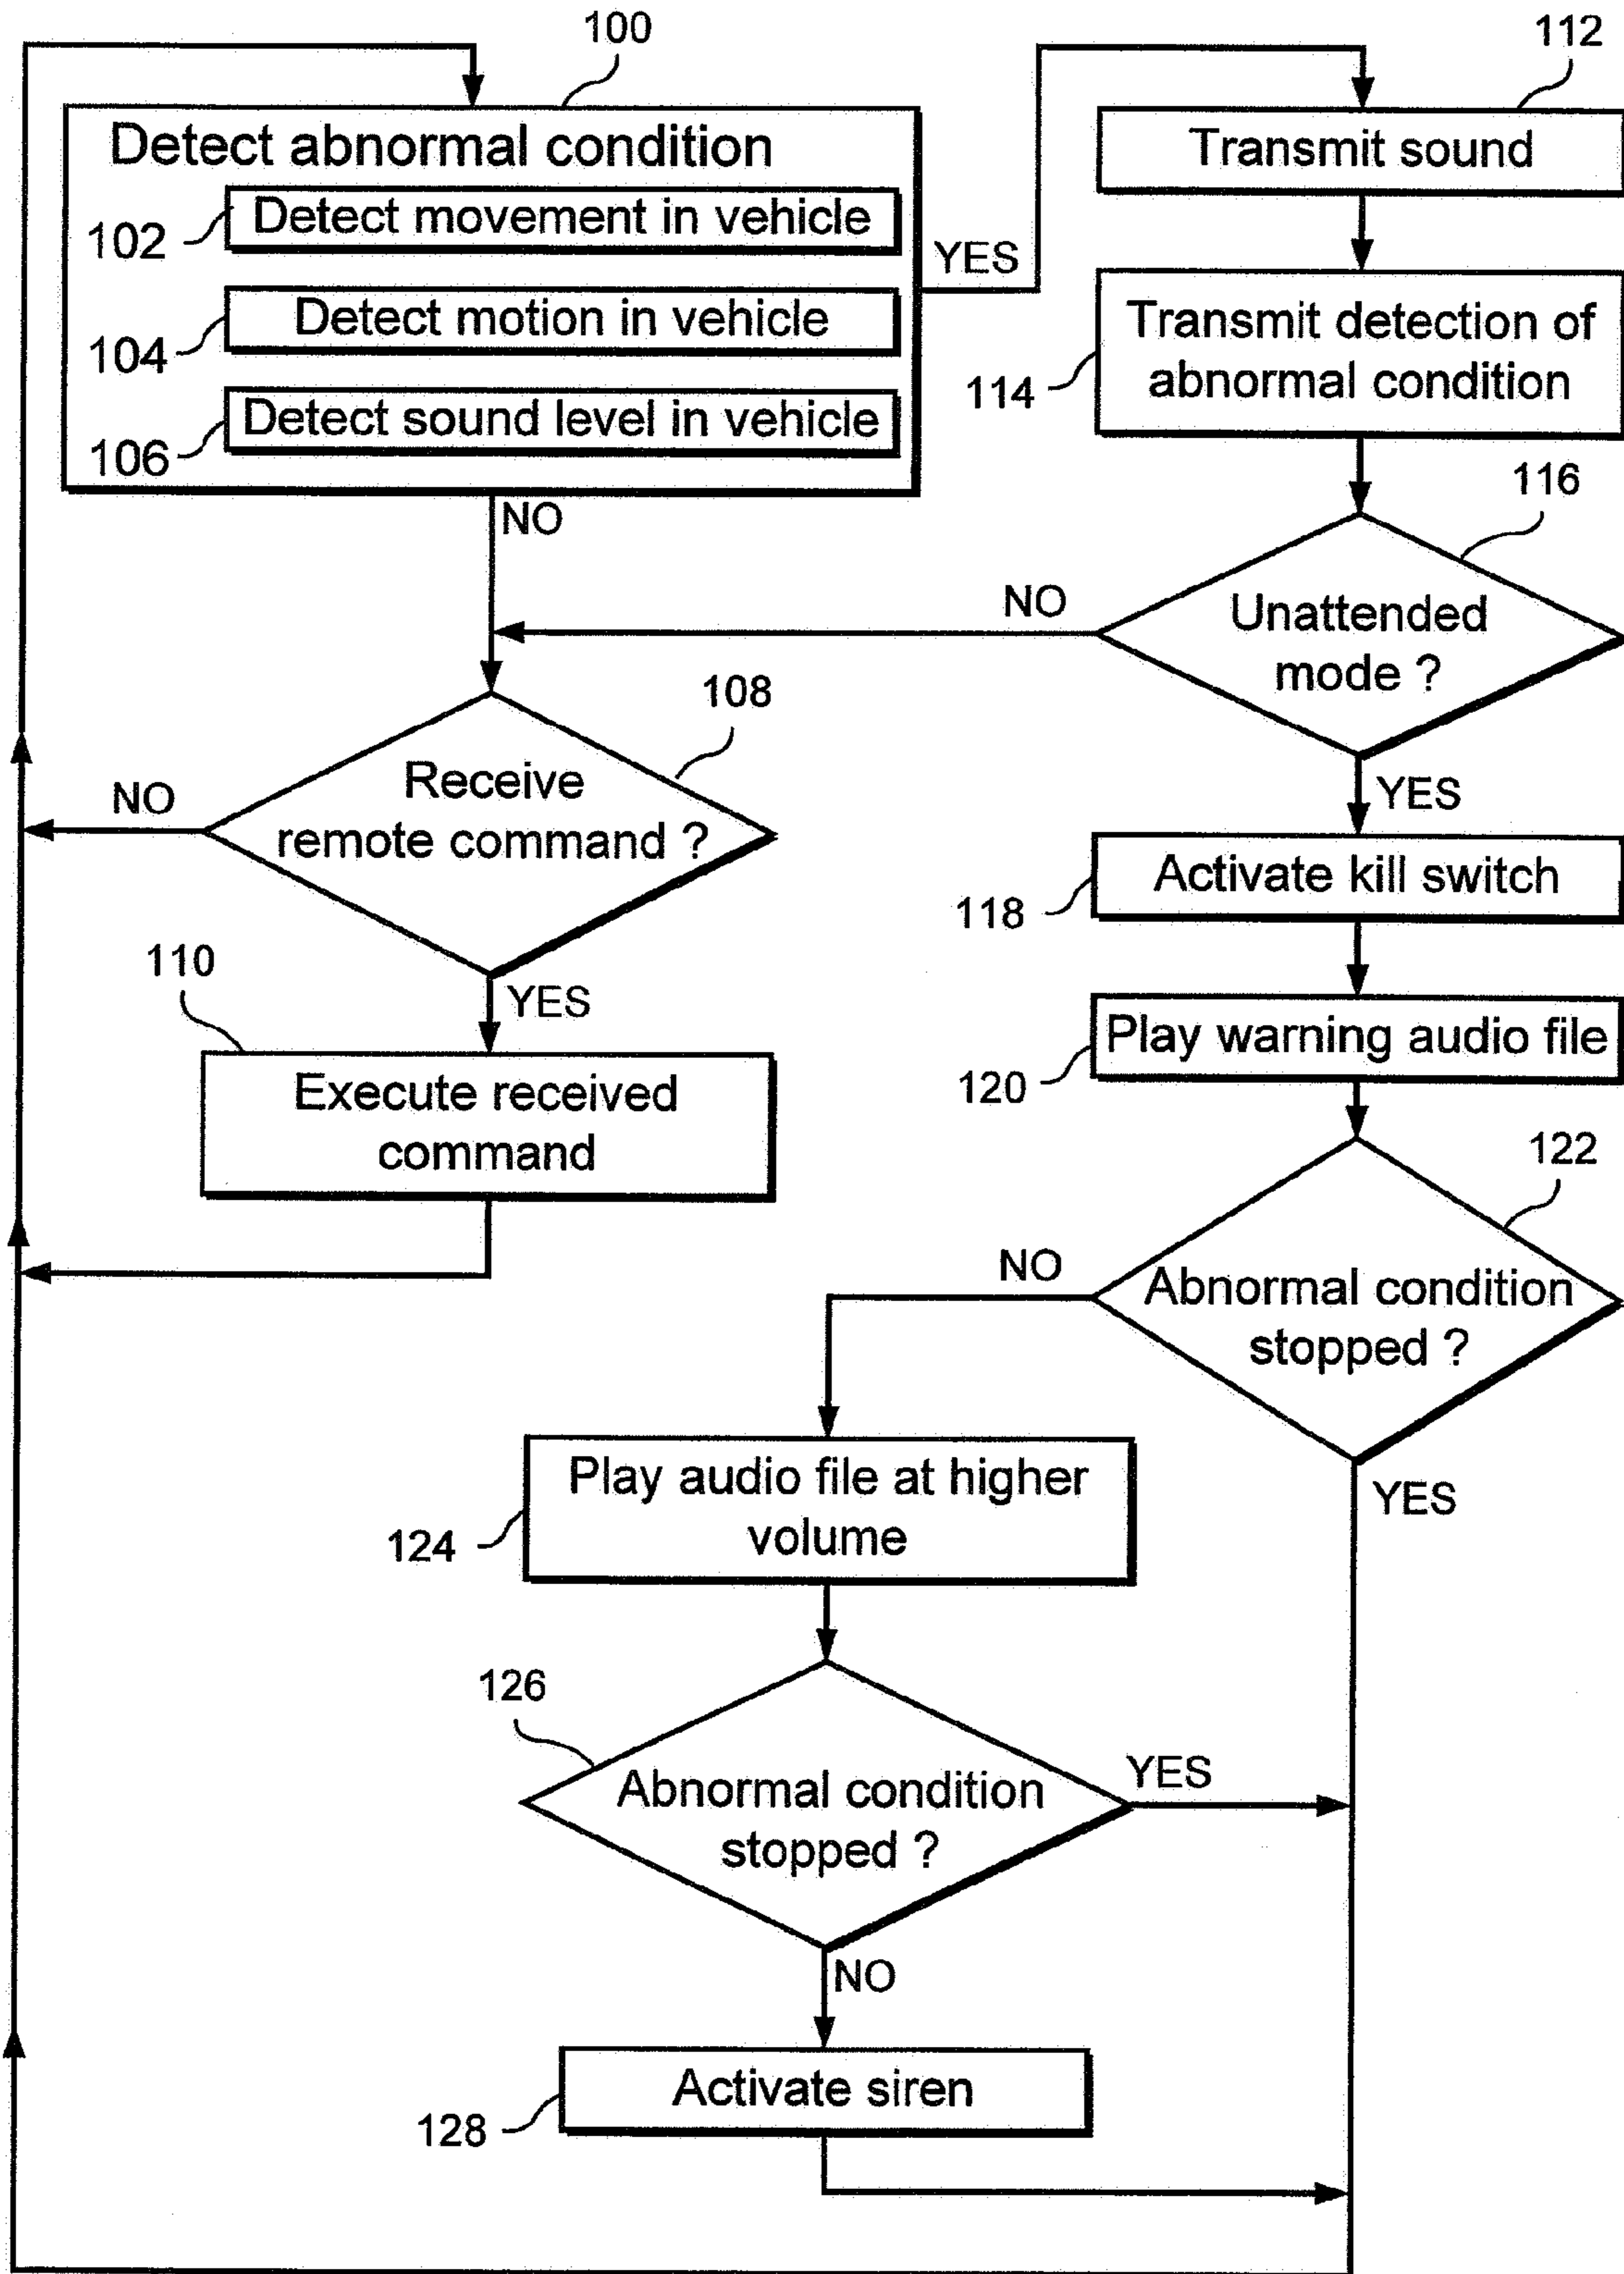 100
Detect abnormal condition
102
Detect movement in vehicle
104
Detect motion in vehicle
106
Detect sound level in vehicle
YES
NO
112
Transmit sound
114
Transmit detection of
abnormal condition
116
Unattended
mode ?
NO
YES
108
Receive
remote command ?
NO
YES
110
Execute received
command
118
Activate kill switch
120
Play warning audio file
122
Abnormal condition
stopped ?
NO
YES
124
Play audio file at higher
volume
126
Abnormal condition
stopped ?
YES
NO
128
Activate siren